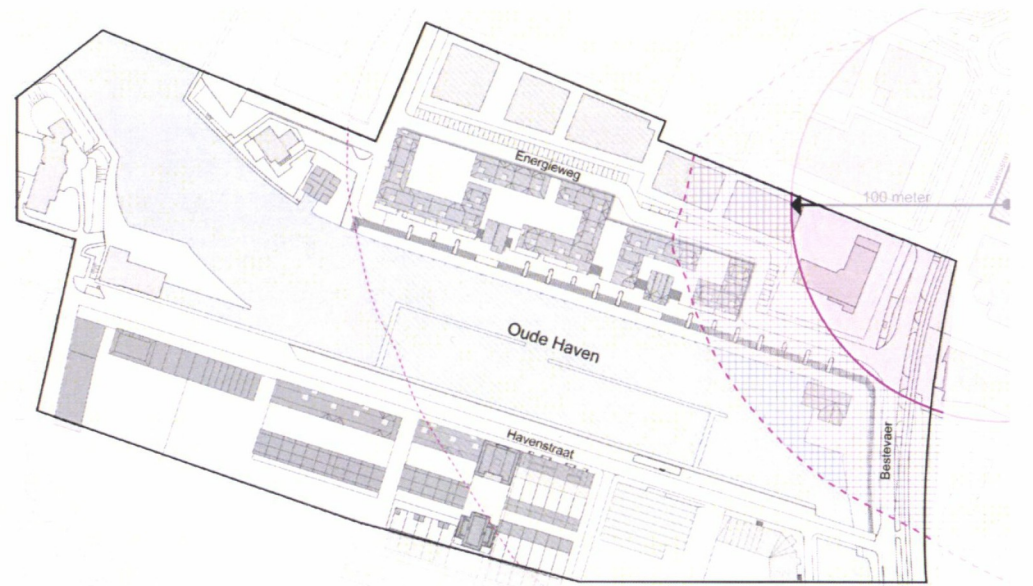 Energieweg
100 meter
Oude Haven
Havenstraat
Bestevaer